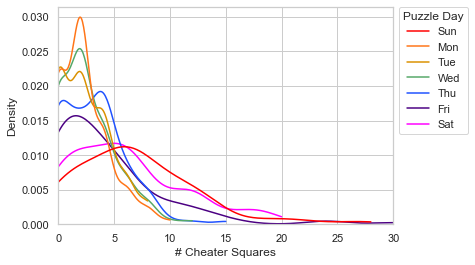 Puzzle Day
Sun
Mon
Tue
Wed
Thu
Fri
Sat
Density
0.030
0.025
0.020
0.015
0.010
0.005
0.000
0 5 10 15 20 25 30
# Cheater Squares